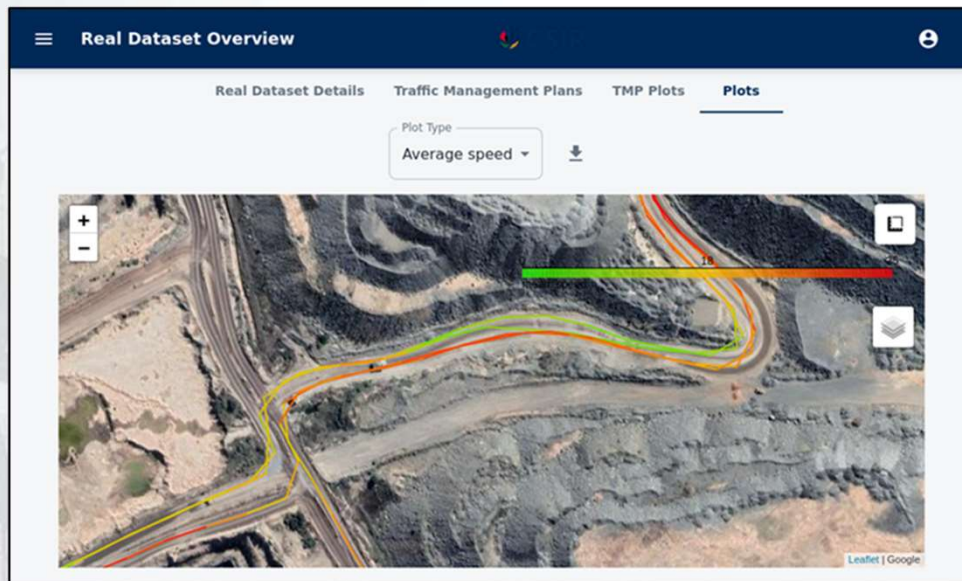 Real Dataset Overview
Real Dataset Details Traffic Management Plans TMP Plots Plots
Plot Type
Average speed
+
−
18
Leaflet | Google